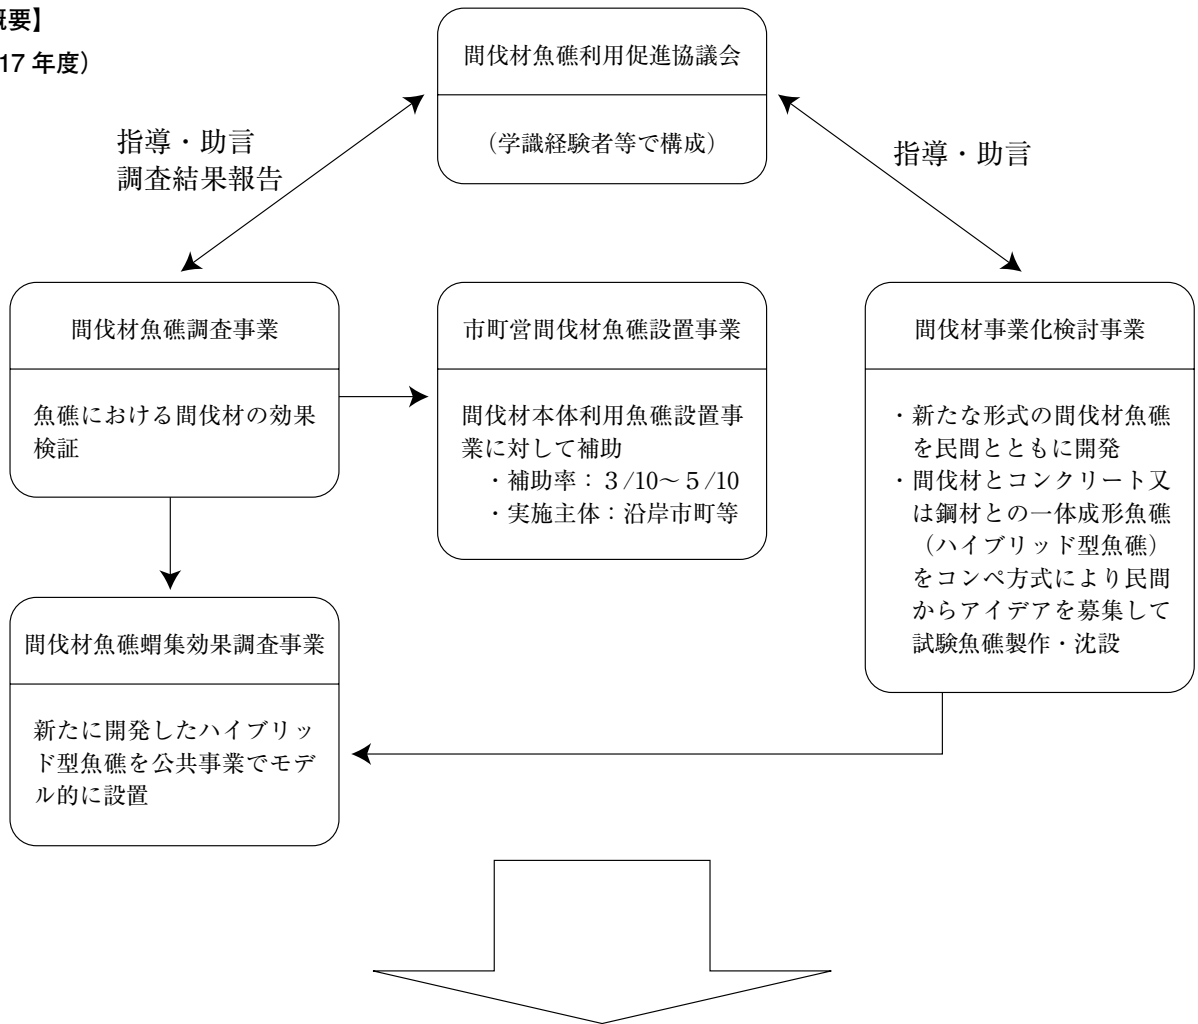 概要】
17 年度）
間伐材魚礁利用促進協議会
（学識経験者等で構成）
指導・助言
調査結果報告
指導・助言
間伐材魚礁調査事業
魚礁における間伐材の効果
検証
市町営間伐材魚礁設置事業
間伐材本体利用魚礁設置事
業に対して補助
・補助率：３/10～５/10
・実施主体：沿岸市町等
間伐材事業化検討事業
・新たな形式の間伐材魚礁
を民間とともに開発
・間伐材とコンクリート又
は鋼材との一体成形魚礁
（ハイブリッド型魚礁）
をコンペ方式により民間
からアイデアを募集して
試験魚礁製作・沈設
間伐材魚礁蝟集効果調査事業
新たに開発したハイブリッ
ド型魚礁を公共事業でモデ
ル的に設置